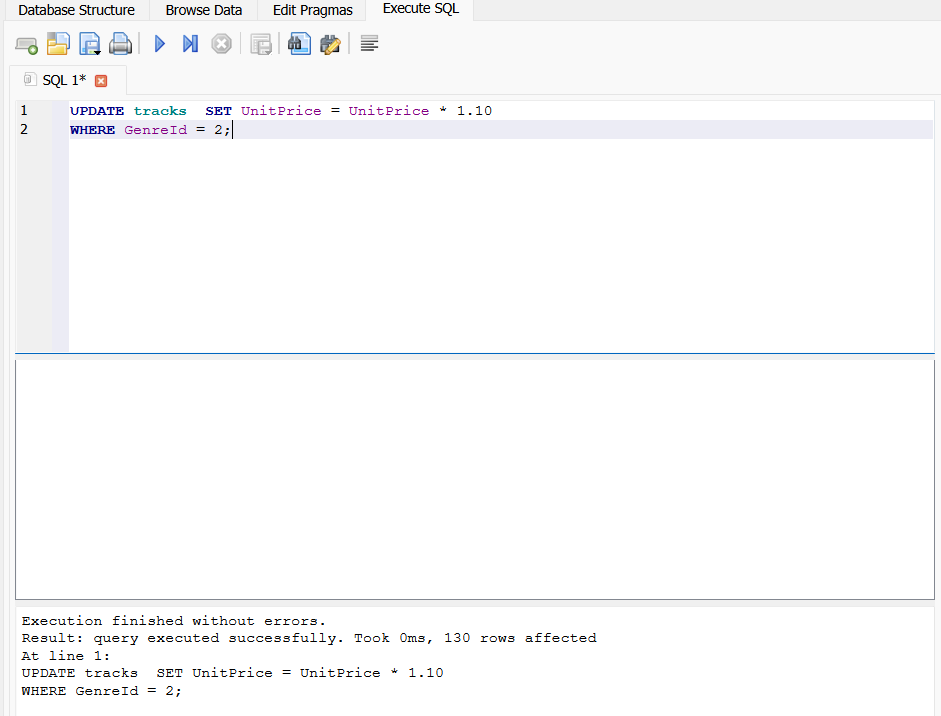 Database Structure Browse Data Edit Pragmas Execute SQL
SQL 1*
1 UPDATE tracks  SET UnitPrice = UnitPrice * 1.10
2 WHERE GenreId = 2;
Execution finished without errors.
Result: query executed successfully. Took 0ms, 130 rows affected
At line 1:
UPDATE tracks  SET UnitPrice = UnitPrice * 1.10
WHERE GenreId = 2;